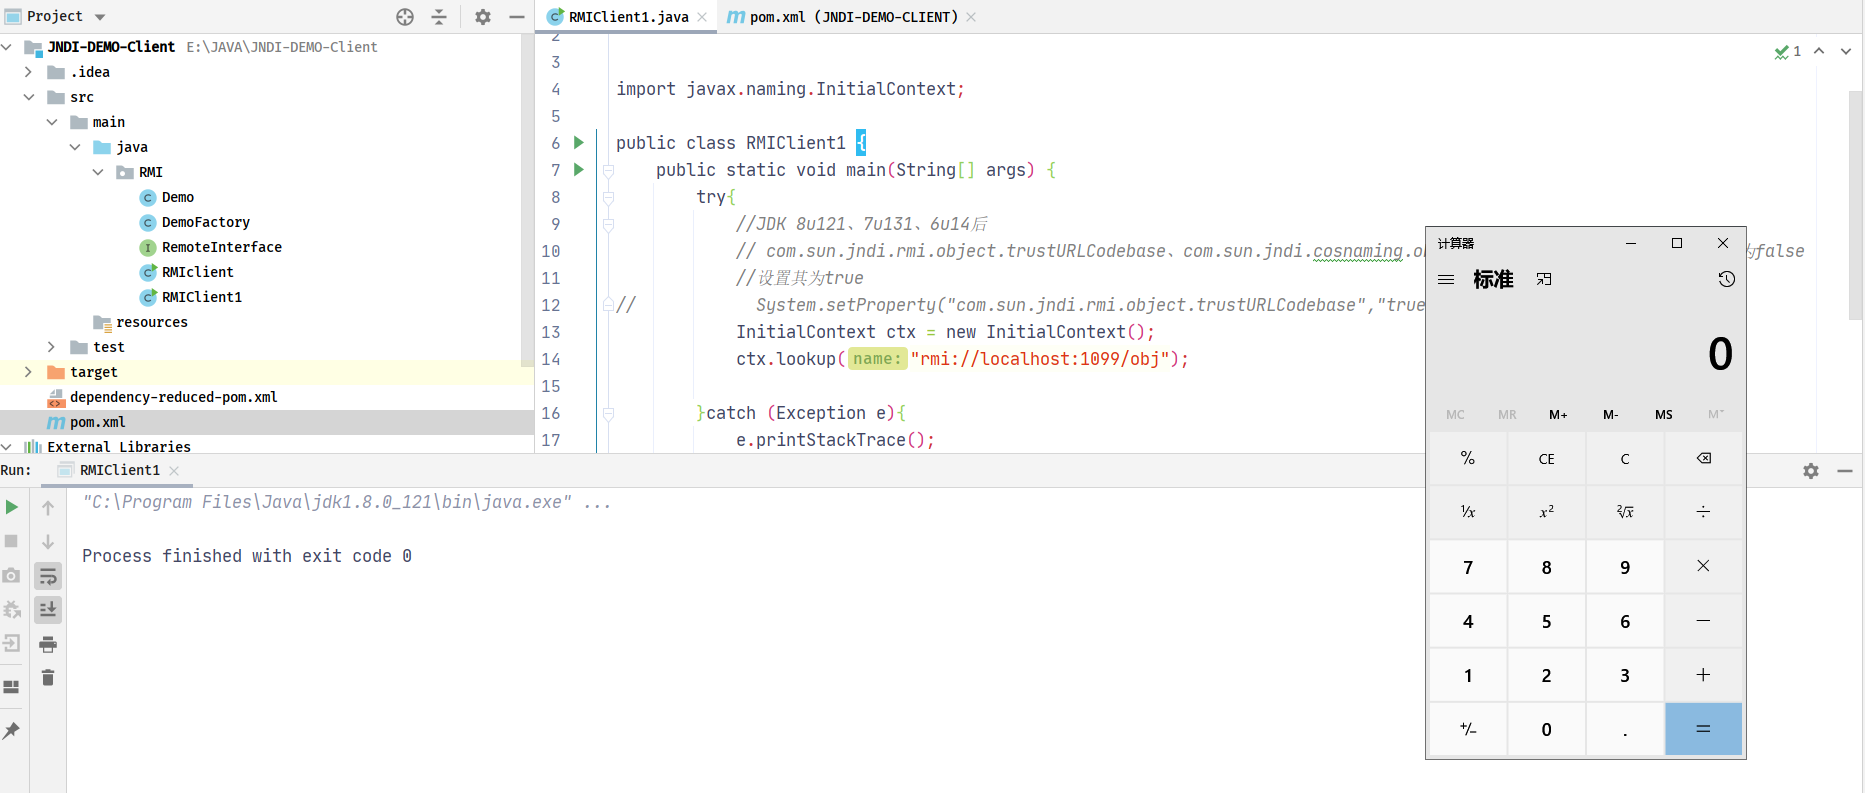 Project
JNDI-DEMO-Client E:\JAVA\JNDI-DEMO-Client
.idea
src
main
java
RMI
Demo
DemoFactory
RemoteInterface
RMIclient
RMIClient1
resources
test
target
dependency-reduced-pom.xml
pom.xml
External Libraries
RMIClient1.java
pom.xml (JNDI-DEMO-CLIENT)
1
2
3
4 import javax.naming.InitialContext;
5
6 public class RMIClient1 {
7 public static void main(String[] args) {
8 try{
9 //JDK 8u121、7u131、6u14后
10 // com.sun.jndi.rmi.object.trustURLCodebase、com.sun.jndi.cosnaming.ob 为false
11 //设置其为true
12 // System.setProperty("com.sun.jndi.rmi.object.trustURLCodebase","true
13 InitialContext ctx = new InitialContext();
14 ctx.lookup( name: "rmi://localhost:1099/obj");
15
16 }catch (Exception e){
17 e.printStackTrace();
Run: RMIClient1
"C:\Program Files\Java\jdk1.8.0_121\bin\java.exe" ...
Process finished with exit code 0
计算器
标准
0
MC MR M+ M- MS M˅
% CE C
¹/x x² ²√x ÷
7 8 9 ×
4 5 6 −
1 2 3 +
+/− 0 . =